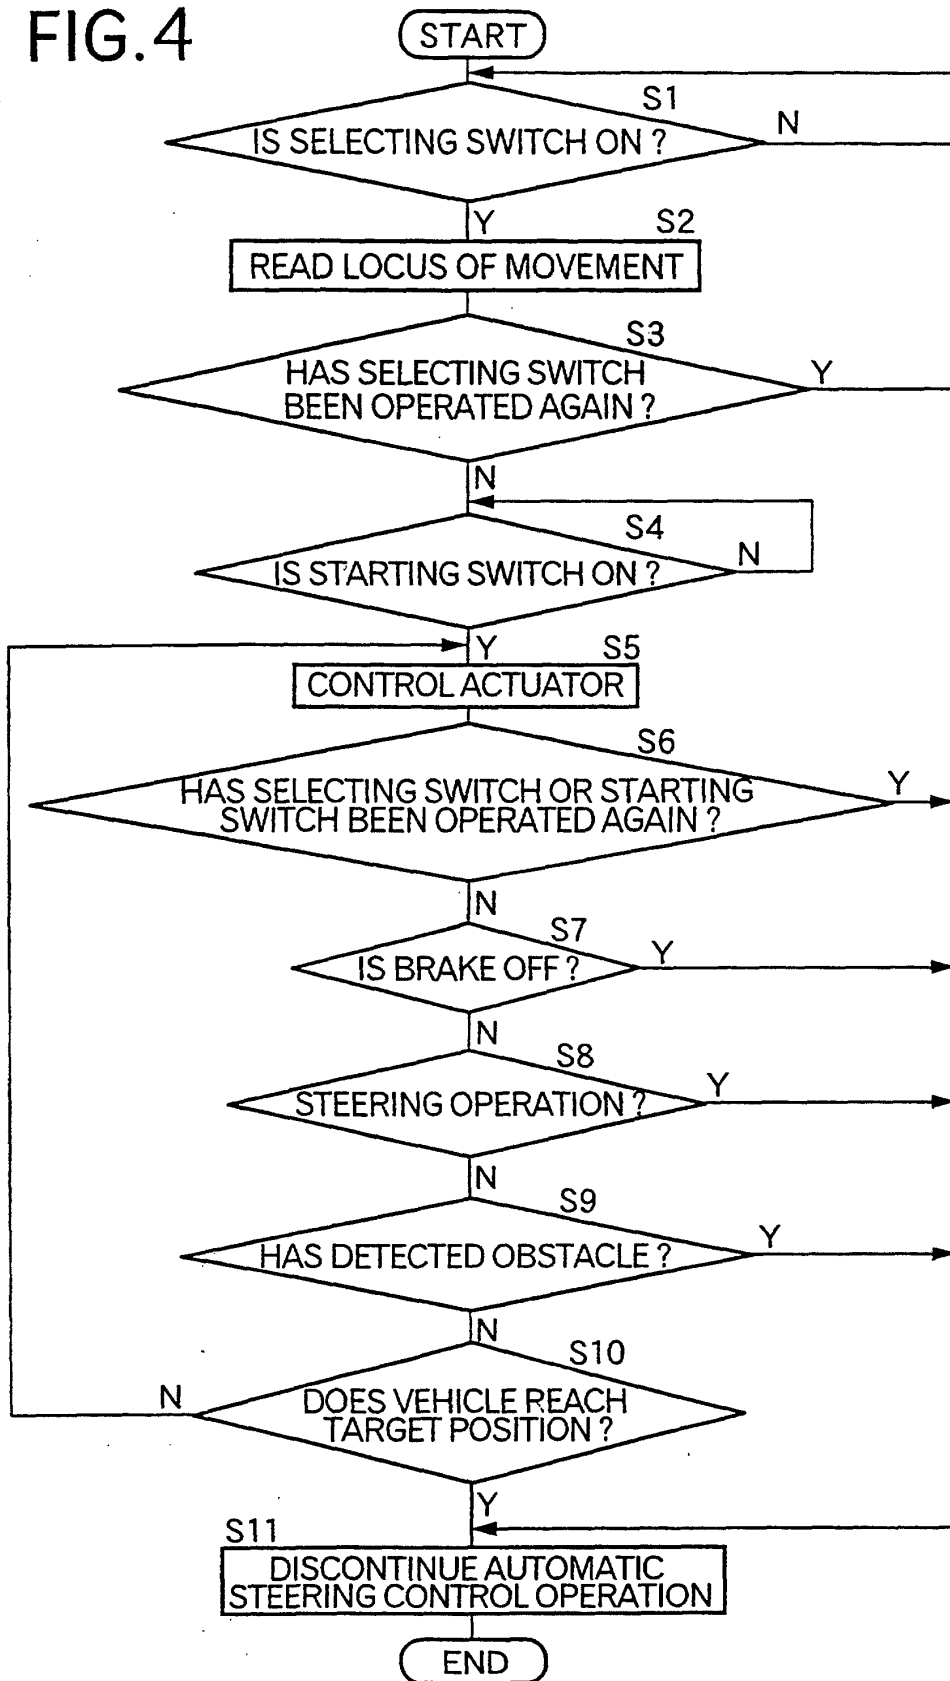 FIG.4
START
S1
IS SELECTING SWITCH ON ?
N
Y
S2
READ LOCUS OF MOVEMENT
S3
HAS SELECTING SWITCH
BEEN OPERATED AGAIN ?
Y
N
S4
IS STARTING SWITCH ON ?
N
Y
S5
CONTROL ACTUATOR
S6
HAS SELECTING SWITCH OR STARTING
SWITCH BEEN OPERATED AGAIN ?
Y
N
S7
IS BRAKE OFF ?
Y
N
S8
STEERING OPERATION ?
Y
N
S9
HAS DETECTED OBSTACLE ?
Y
N
S10
DOES VEHICLE REACH
TARGET POSITION ?
N
Y
S11
DISCONTINUE AUTOMATIC
STEERING CONTROL OPERATION
END